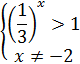 {(1/3)^x > 1
x ≠ −2